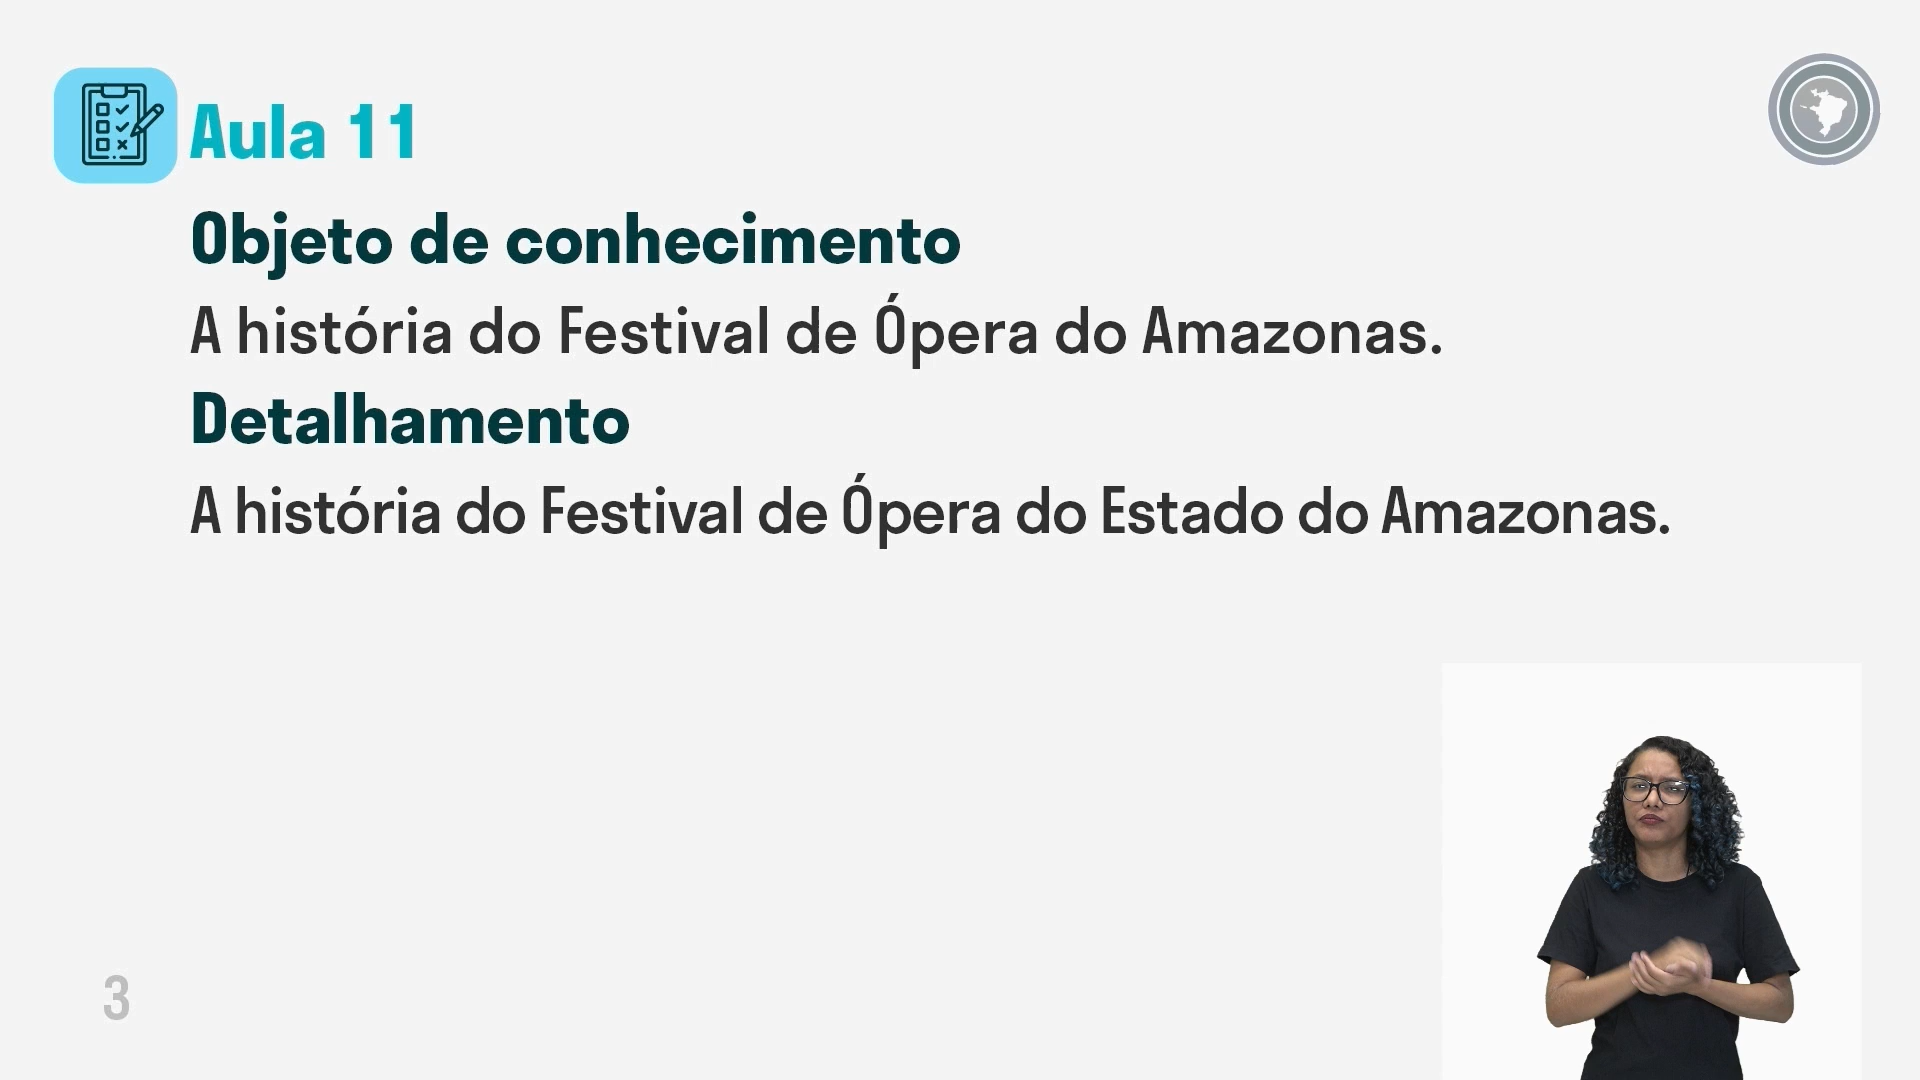 Aula 11
Objeto de conhecimento
A história do Festival de Ópera do Amazonas.
Detalhamento
A história do Festival de Ópera do Estado do Amazonas.
3